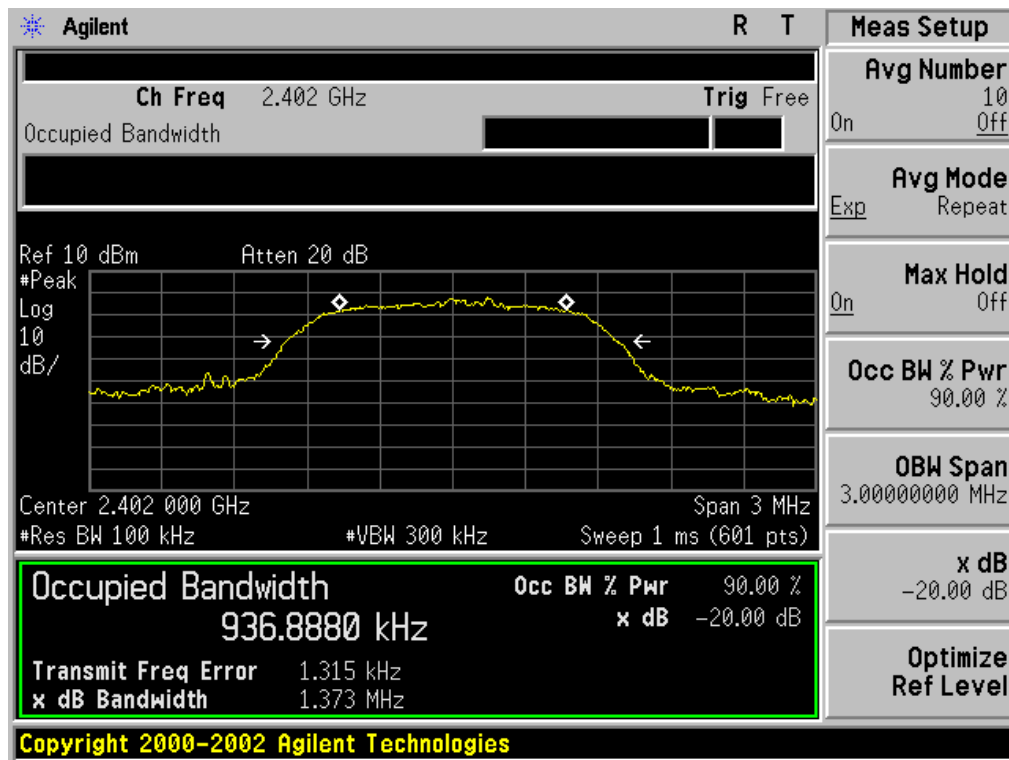 Agilent R T
Ch Freq 2.402 GHz Trig Free
Occupied Bandwidth
Ref 10 dBm Atten 20 dB
#Peak
Log
10
dB/
Center 2.402 000 GHz Span 3 MHz
#Res BW 100 kHz #VBW 300 kHz Sweep 1 ms (601 pts)
Occupied Bandwidth Occ BW % Pwr 90.00 %
936.8880 kHz x dB -20.00 dB
Transmit Freq Error 1.315 kHz
x dB Bandwidth 1.373 MHz
Copyright 2000-2002 Agilent Technologies
Meas Setup
Avg Number
10
On Off
Avg Mode
Exp Repeat
Max Hold
On Off
Occ BW % Pwr
90.00 %
OBW Span
3.00000000 MHz
x dB
-20.00 dB
Optimize
Ref Level